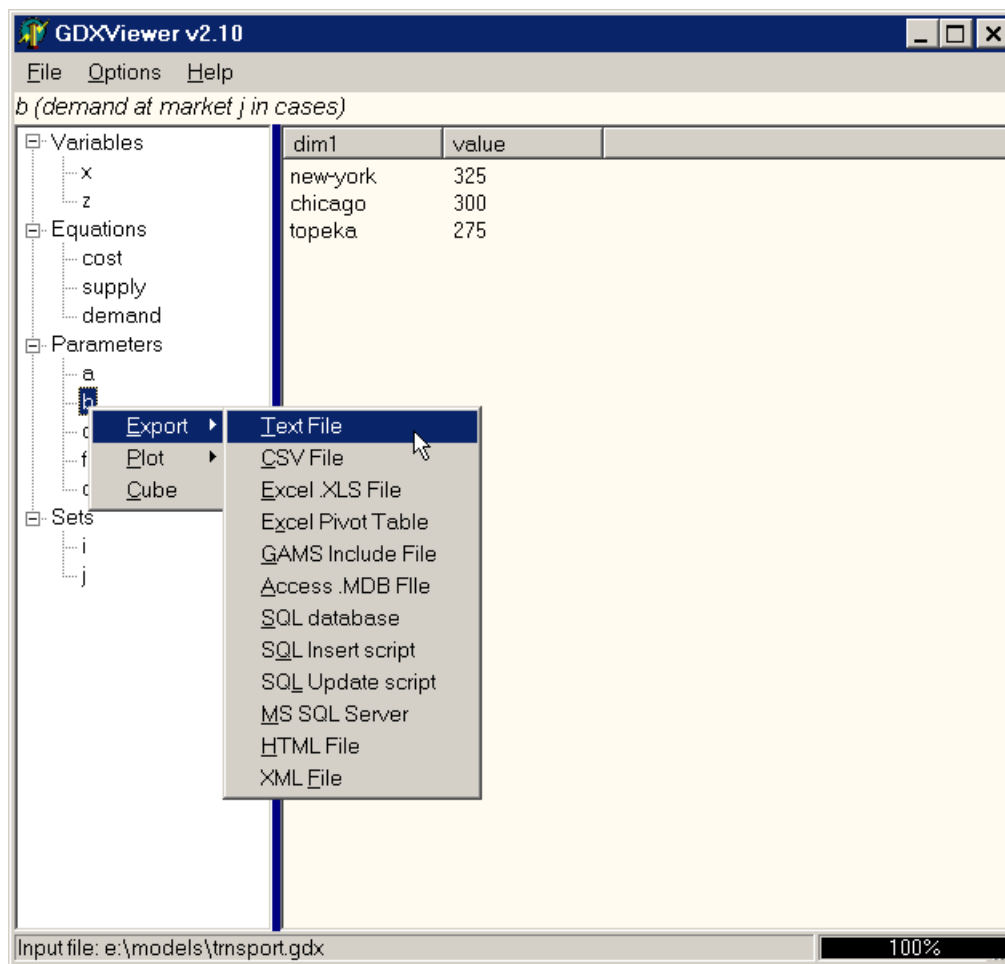 GDXViewer v2.10
File Options Help
b (demand at market j in cases)
dim1 value
new-york 325
chicago 300
topeka 275
Variables
x
z
Equations
cost
supply
demand
Parameters
a
b
f
Sets
i
j
Export
Plot
Cube
Text File
CSV File
Excel .XLS File
Excel Pivot Table
GAMS Include File
Access .MDB FIle
SQL database
SQL Insert script
SQL Update script
MS SQL Server
HTML File
XML File
Input file: e:\models\trnsport.gdx 100%